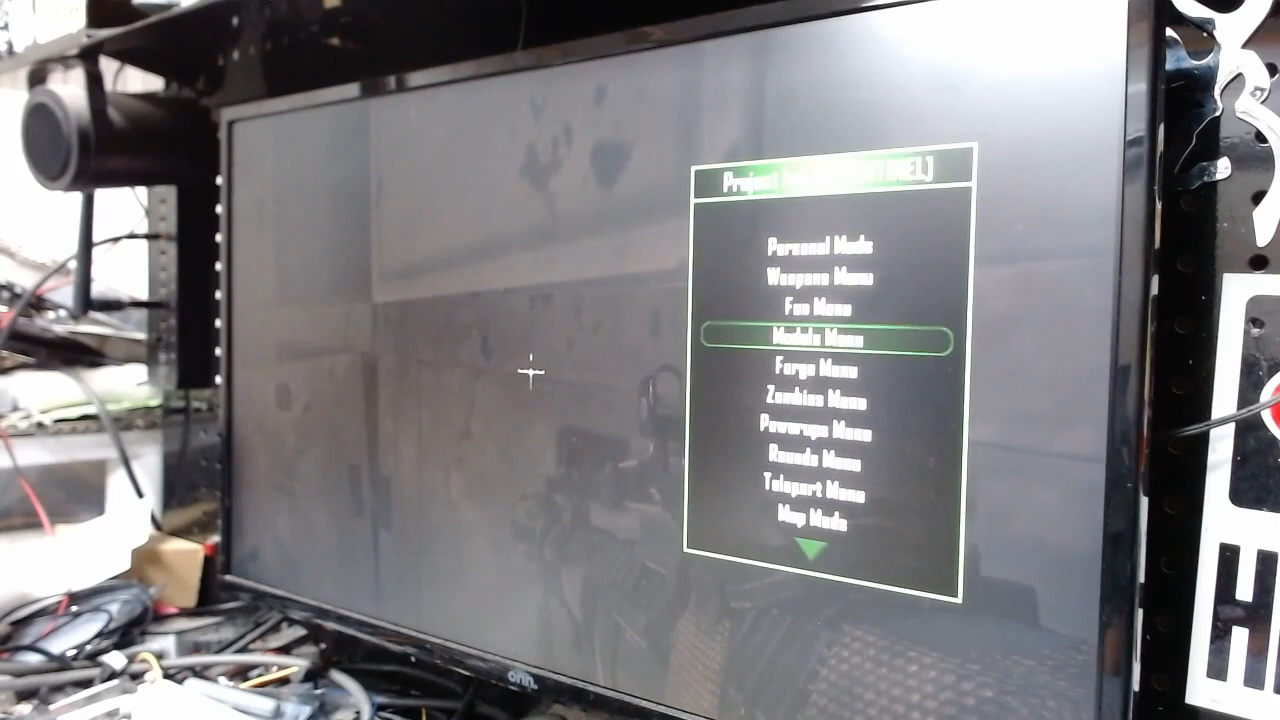 Project
Personal Mods
Weapons Menu
Fun Menu
Models Menu
Forge Menu
Zombies Menu
Powerups Menu
Rounds Menu
Teleport Menu
Map Mods
onn.
H